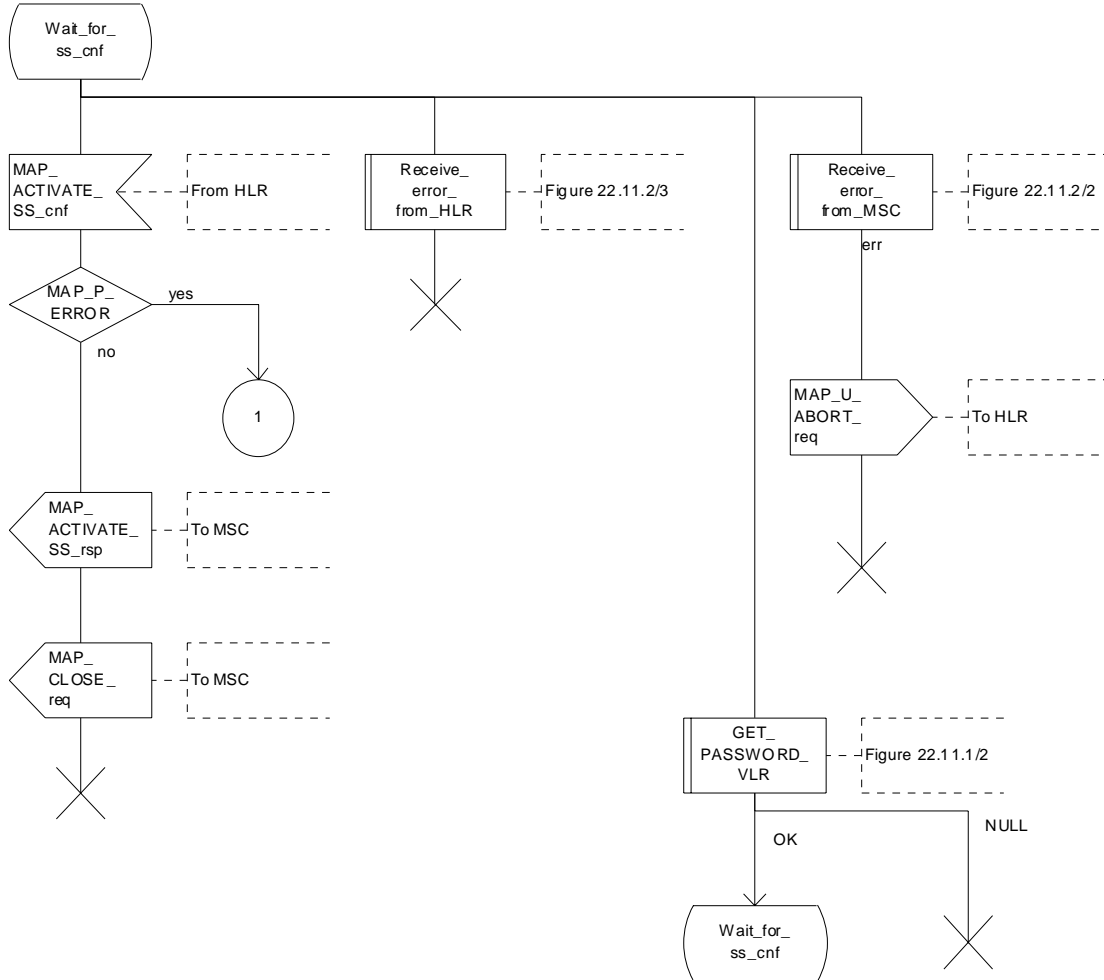 Wait_for_
ss_cnf
MAP_
ACTIVATE_
SS_cnf
From HLR
Receive_
error_
from_HLR
Figure 22.11.2/3
Receive_
error_
from_MSC
Figure 22.11.2/2
err
MAP_P_
ERROR
yes
no
1
MAP_U_
ABORT_
req
To HLR
MAP_
ACTIVATE_
SS_rsp
To MSC
MAP_
CLOSE_
req
To MSC
GET_
PASSWORD_
VLR
Figure 22.11.1/2
OK
NULL
Wait_for_
ss_cnf